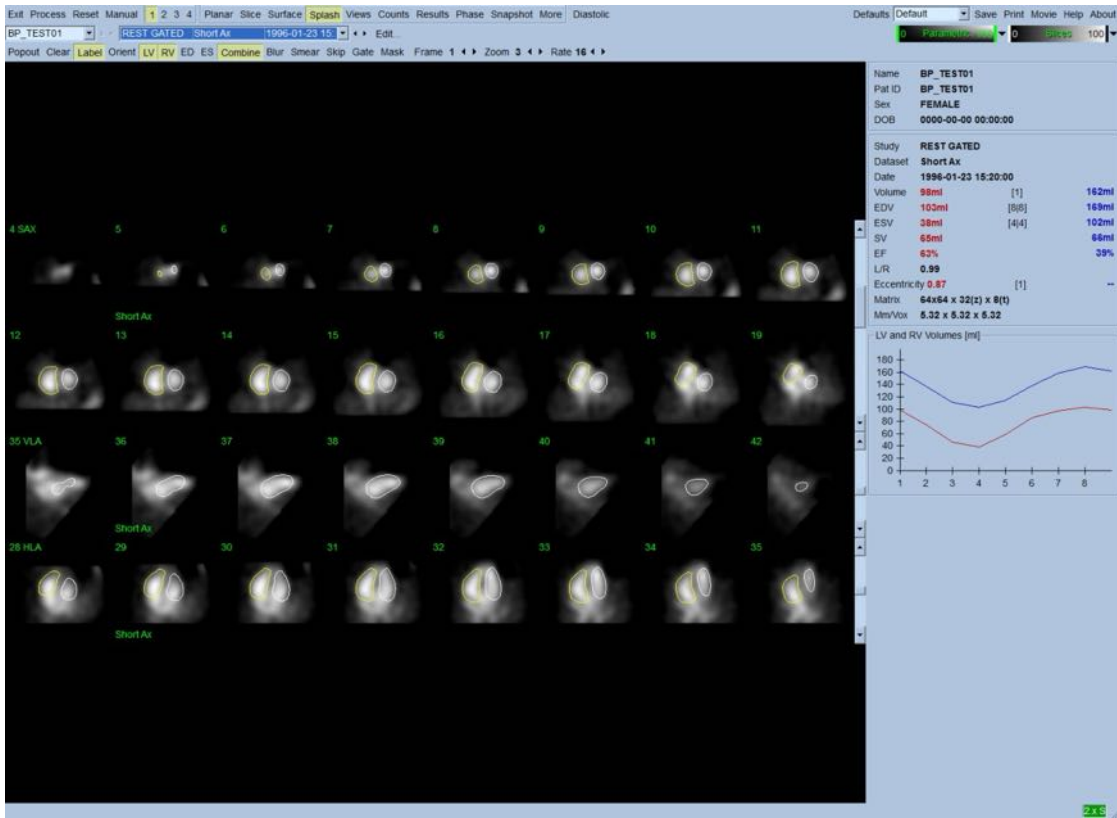 Exit Process Reset Manual 1 2 3 4 Planar Slice Surface Splash Views Counts Results Phase Snapshot More Diastolic Defaults Default Save Print Movie Help About
BP_TEST01 REST GATED Short Ax 1996-01-23 15: Edit... 0 Parametric 100 0 Slices 100
Popout Clear Label Orient LV RV ED ES Combine Blur Smear Skip Gate Mask Frame 1 Zoom 3 Rate 16
Name BP_TEST01
Pat ID BP_TEST01
Sex FEMALE
DOB 0000-00-00 00:00:00
Study REST GATED
Dataset Short Ax
Date 1996-01-23 15:20:00
Volume 98ml [1] 162ml
EDV 103ml [8|8] 169ml
ESV 38ml [4|4] 102ml
SV 65ml 66ml
EF 63% 39%
L/R 0.99
Eccentricity 0.87 [1] --
Matrix 64x64 x 32(z) x 8(t)
Mm/Vox 5.32 x 5.32 x 5.32
LV and RV Volumes [ml]
180
160
140
120
100
80
60
40
20
0
1 2 3 4 5 6 7 8
4 SAX 5 6 7 8 9 10 11
Short Ax
12 13 14 15 16 17 18 19
35 VLA 36 37 38 39 40 41 42
Short Ax
28 HLA 29 30 31 32 33 34 35
Short Ax
2 x S